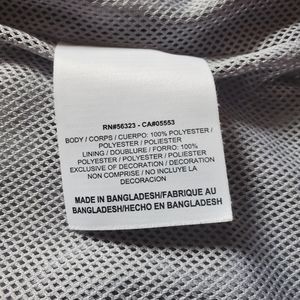 RN#56323 - CA#05553
BODY / CORPS / CUERPO: 100% POLYESTER /
POLYESTER / POLIESTER
LINING / DOUBLURE / FORRO: 100%
POLYESTER / POLYESTER / POLIESTER
EXCLUSIVE OF DECORATION / DECORATION
NON COMPRISE / NO INCLUYE LA
DECORACION
MADE IN BANGLADESH/FABRIQUE AU
BANGLADESH/HECHO EN BANGLADESH